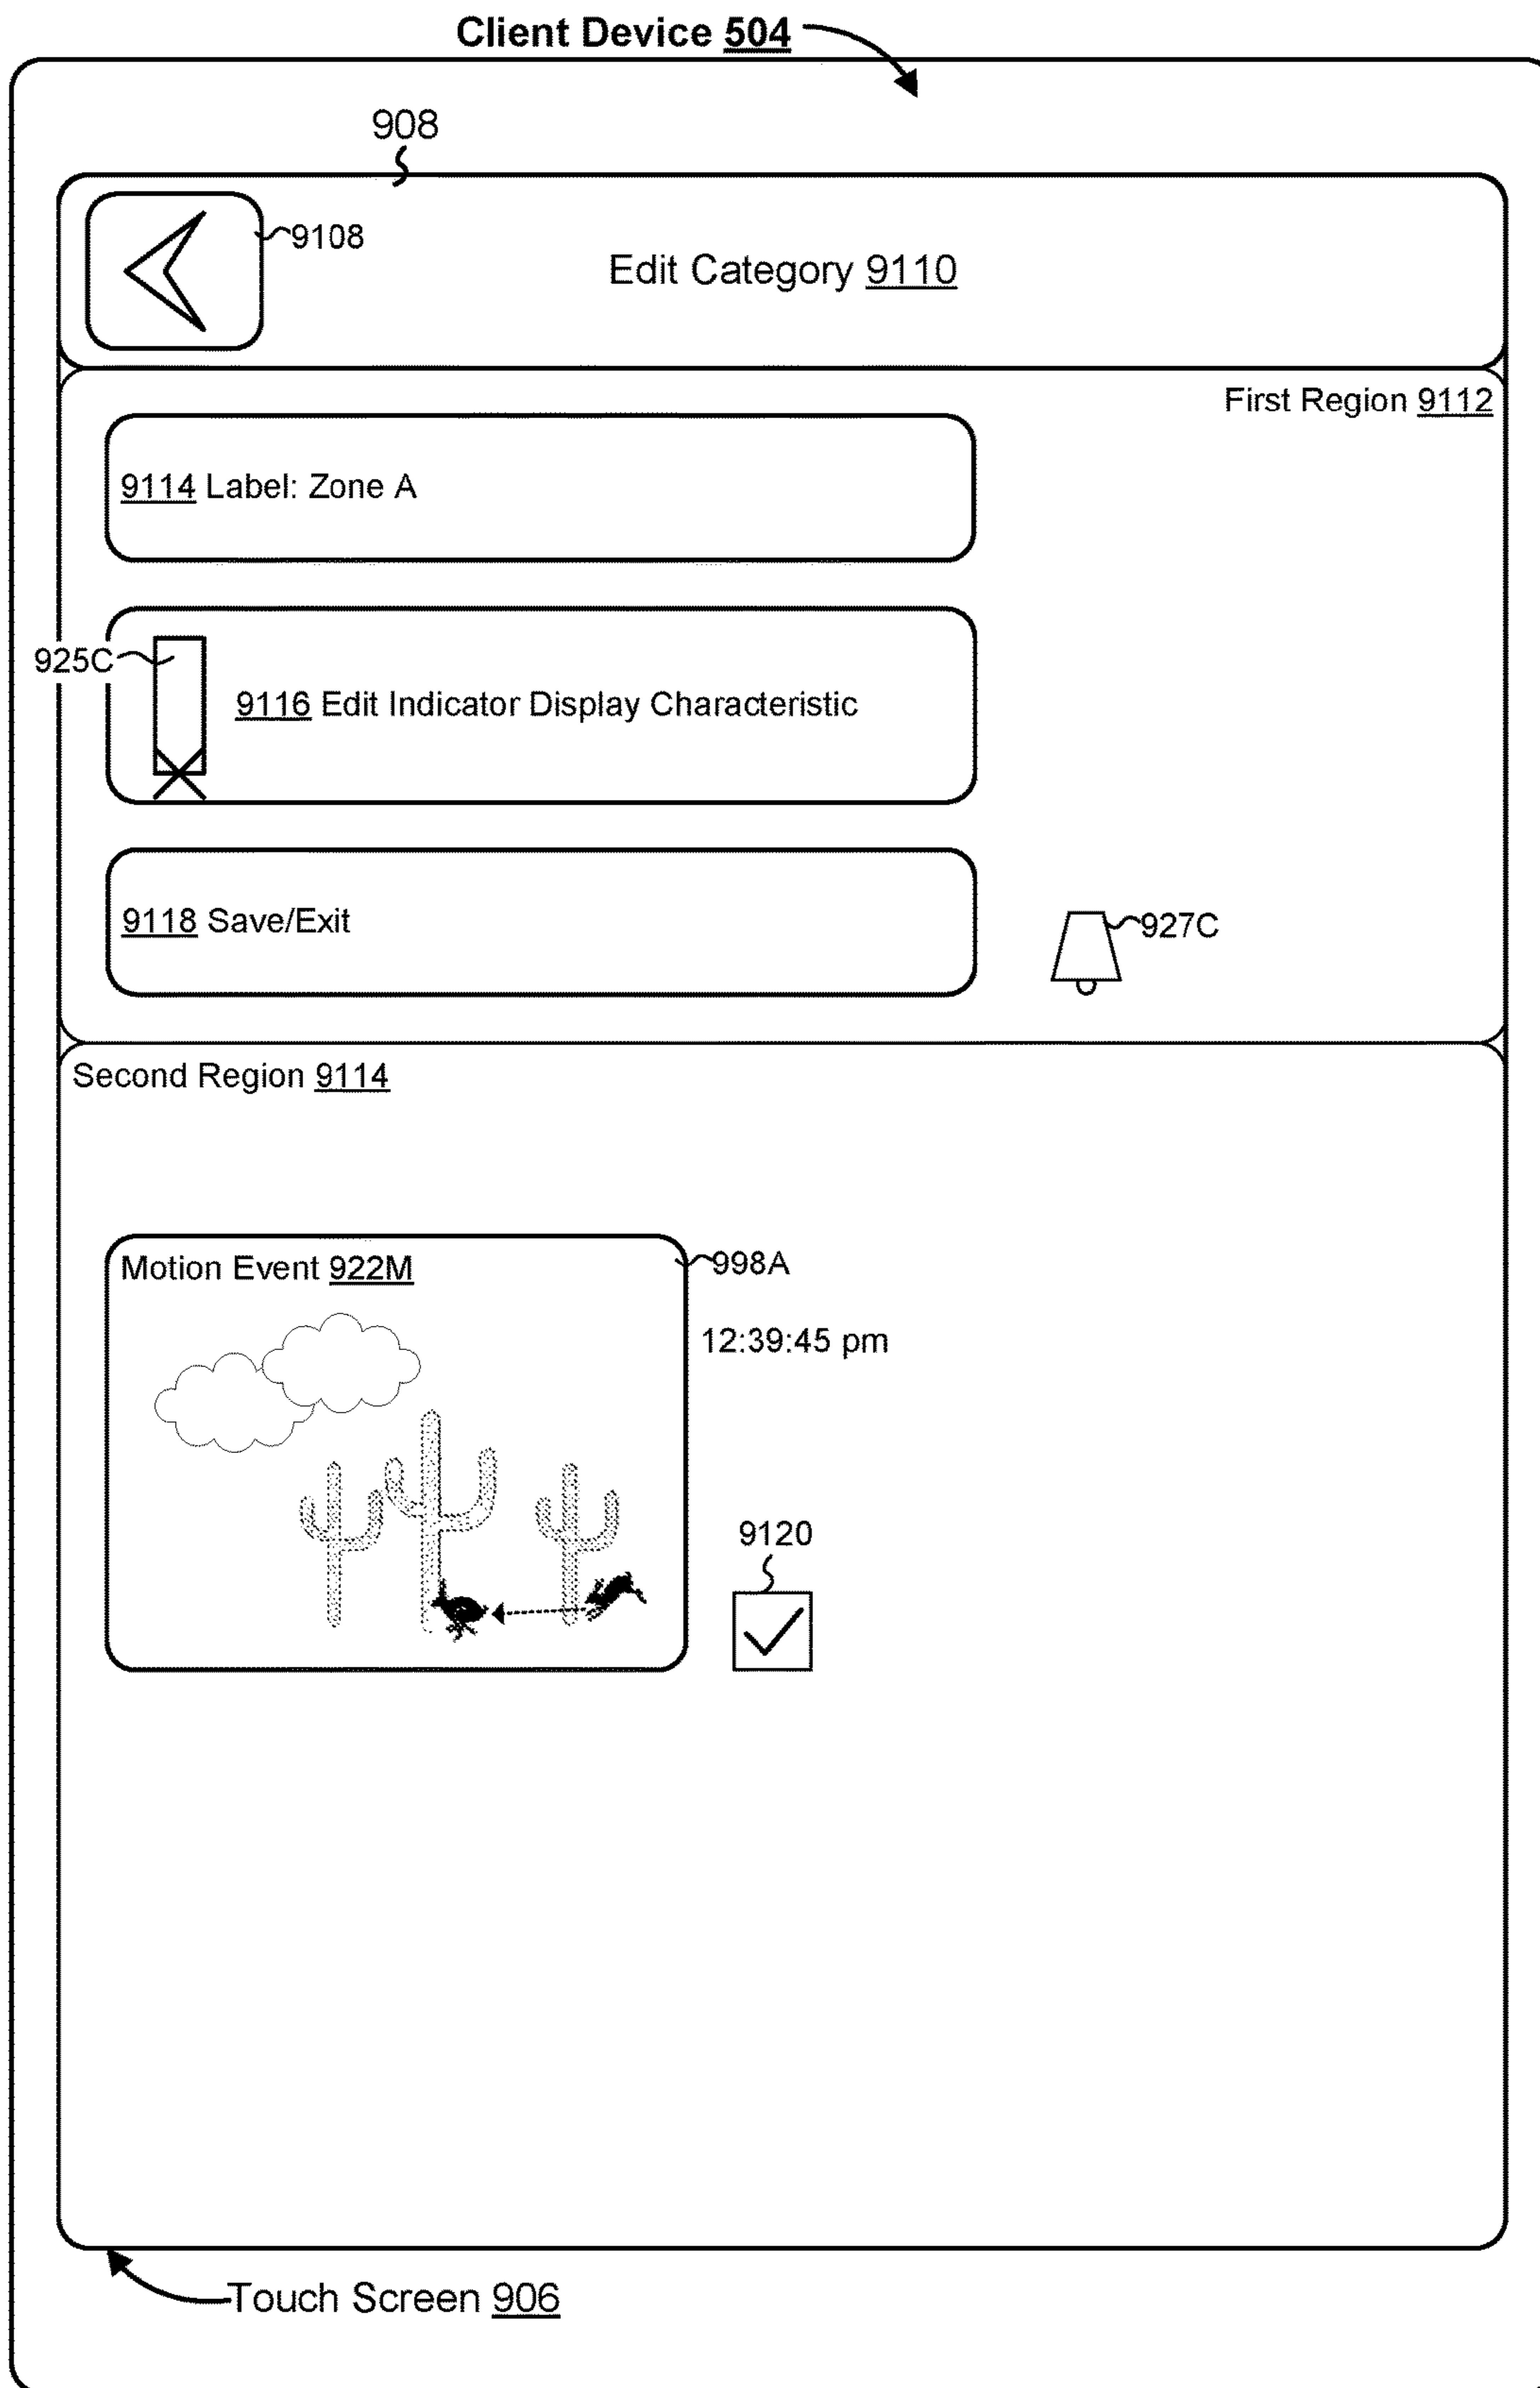 Client Device 504
908
9108
Edit Category 9110
First Region 9112
9114 Label: Zone A
925C
9116 Edit Indicator Display Characteristic
9118 Save/Exit
927C
Second Region 9114
Motion Event 922M
998A
12:39:45 pm
9120
Touch Screen 906